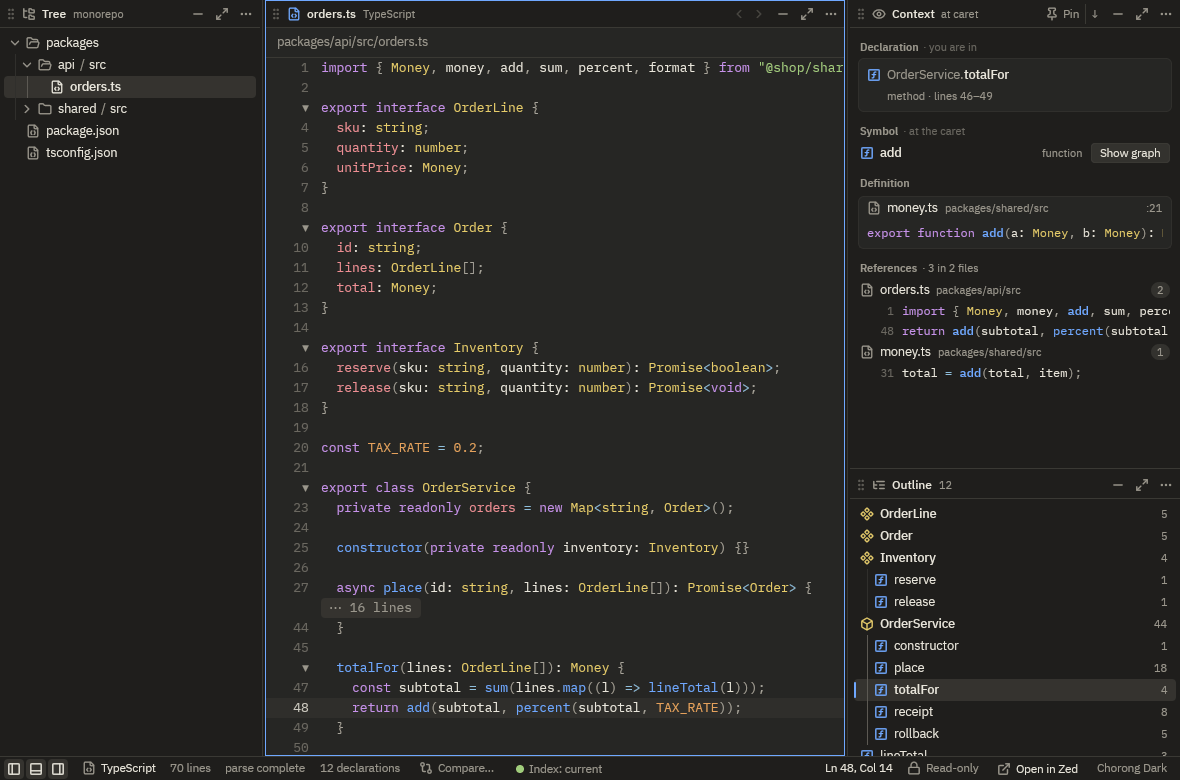 Tree monorepo
packages
api / src
orders.ts
shared / src
package.json
tsconfig.json
orders.ts TypeScript
packages/api/src/orders.ts
1 import { Money, money, add, sum, percent, format } from "@shop/shar
2
export interface OrderLine {
4 sku: string;
5 quantity: number;
6 unitPrice: Money;
7 }
8
export interface Order {
10 id: string;
11 lines: OrderLine[];
12 total: Money;
13 }
14
export interface Inventory {
16 reserve(sku: string, quantity: number): Promise<boolean>;
17 release(sku: string, quantity: number): Promise<void>;
18 }
19
20 const TAX_RATE = 0.2;
21
export class OrderService {
23 private readonly orders = new Map<string, Order>();
24
25 constructor(private readonly inventory: Inventory) {}
26
27 async place(id: string, lines: OrderLine[]): Promise<Order> {
··· 16 lines
44 }
45
totalFor(lines: OrderLine[]): Money {
47 const subtotal = sum(lines.map((l) => lineTotal(l)));
48 return add(subtotal, percent(subtotal, TAX_RATE));
49 }
50
Context at caret
Pin
Declaration · you are in
OrderService.totalFor
method · lines 46–49
Symbol · at the caret
add function Show graph
Definition
money.ts packages/shared/src :21
export function add(a: Money, b: Money):
References · 3 in 2 files
orders.ts packages/api/src 2
1 import { Money, money, add, sum, perc
48 return add(subtotal, percent(subtotal
money.ts packages/shared/src 1
31 total = add(total, item);
Outline 12
OrderLine 5
Order 5
Inventory 4
reserve 1
release 1
OrderService 44
constructor 1
place 18
totalFor 4
receipt 8
rollback 5
lineTotal 3
TypeScript 70 lines parse complete 12 declarations Compare... Index: current Ln 48, Col 14 Read-only Open in Zed Chorong Dark